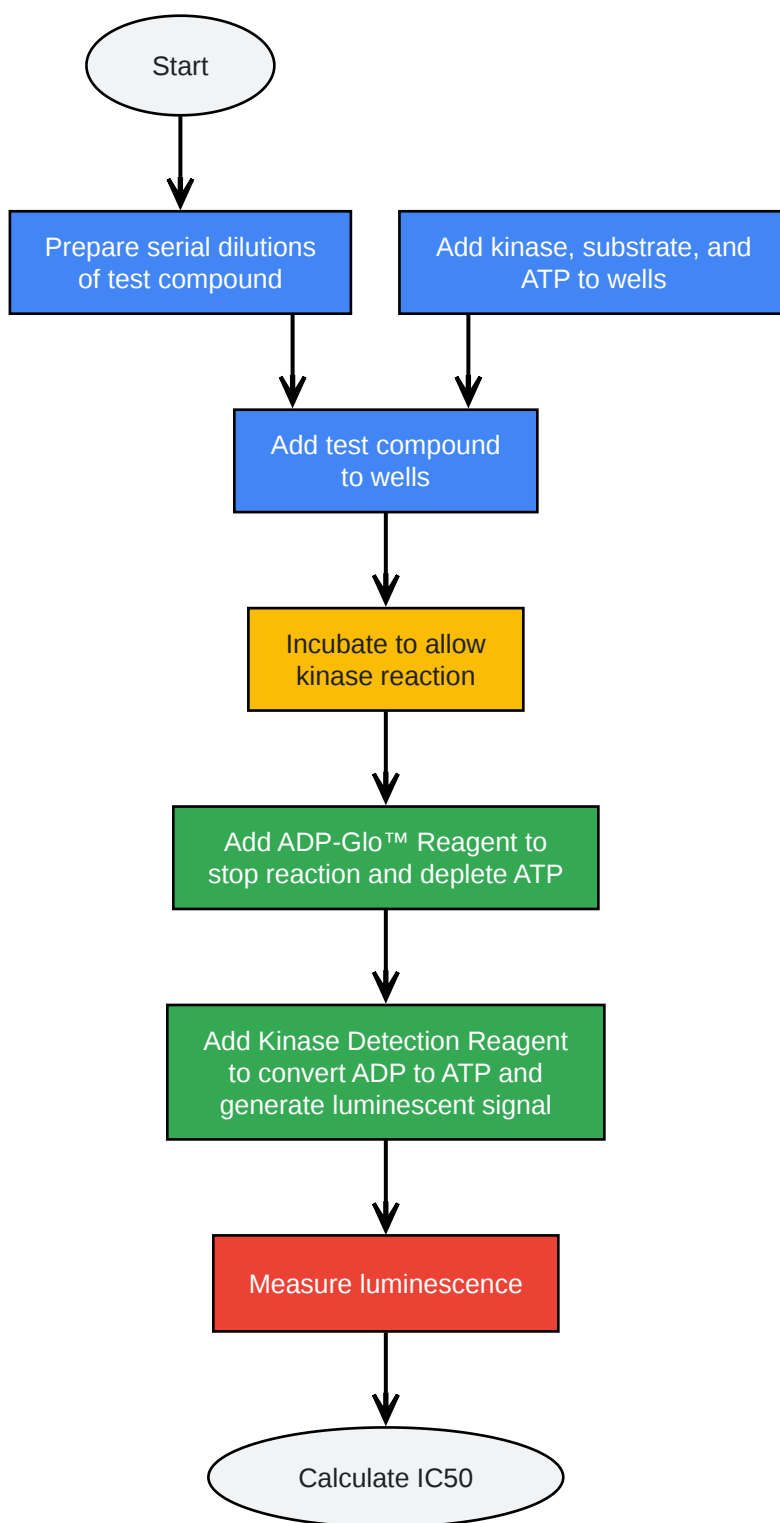 Start
Prepare serial dilutions
of test compound
Add kinase, substrate, and
ATP to wells
Add test compound
to wells
Incubate to allow
kinase reaction
Add ADP-Glo™ Reagent to
stop reaction and deplete ATP
Add Kinase Detection Reagent
to convert ADP to ATP and
generate luminescent signal
Measure luminescence
Calculate IC50